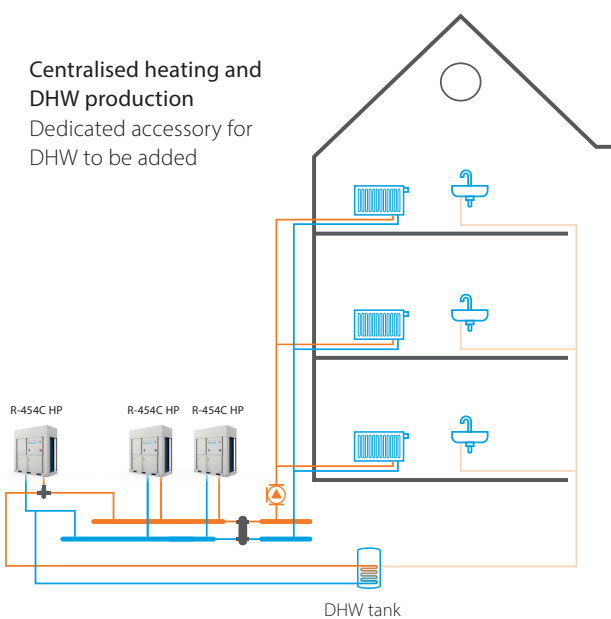 Centralised heating and
DHW production
Dedicated accessory for
DHW to be added
R-454C HP
R-454C HP
R-454C HP
DHW tank